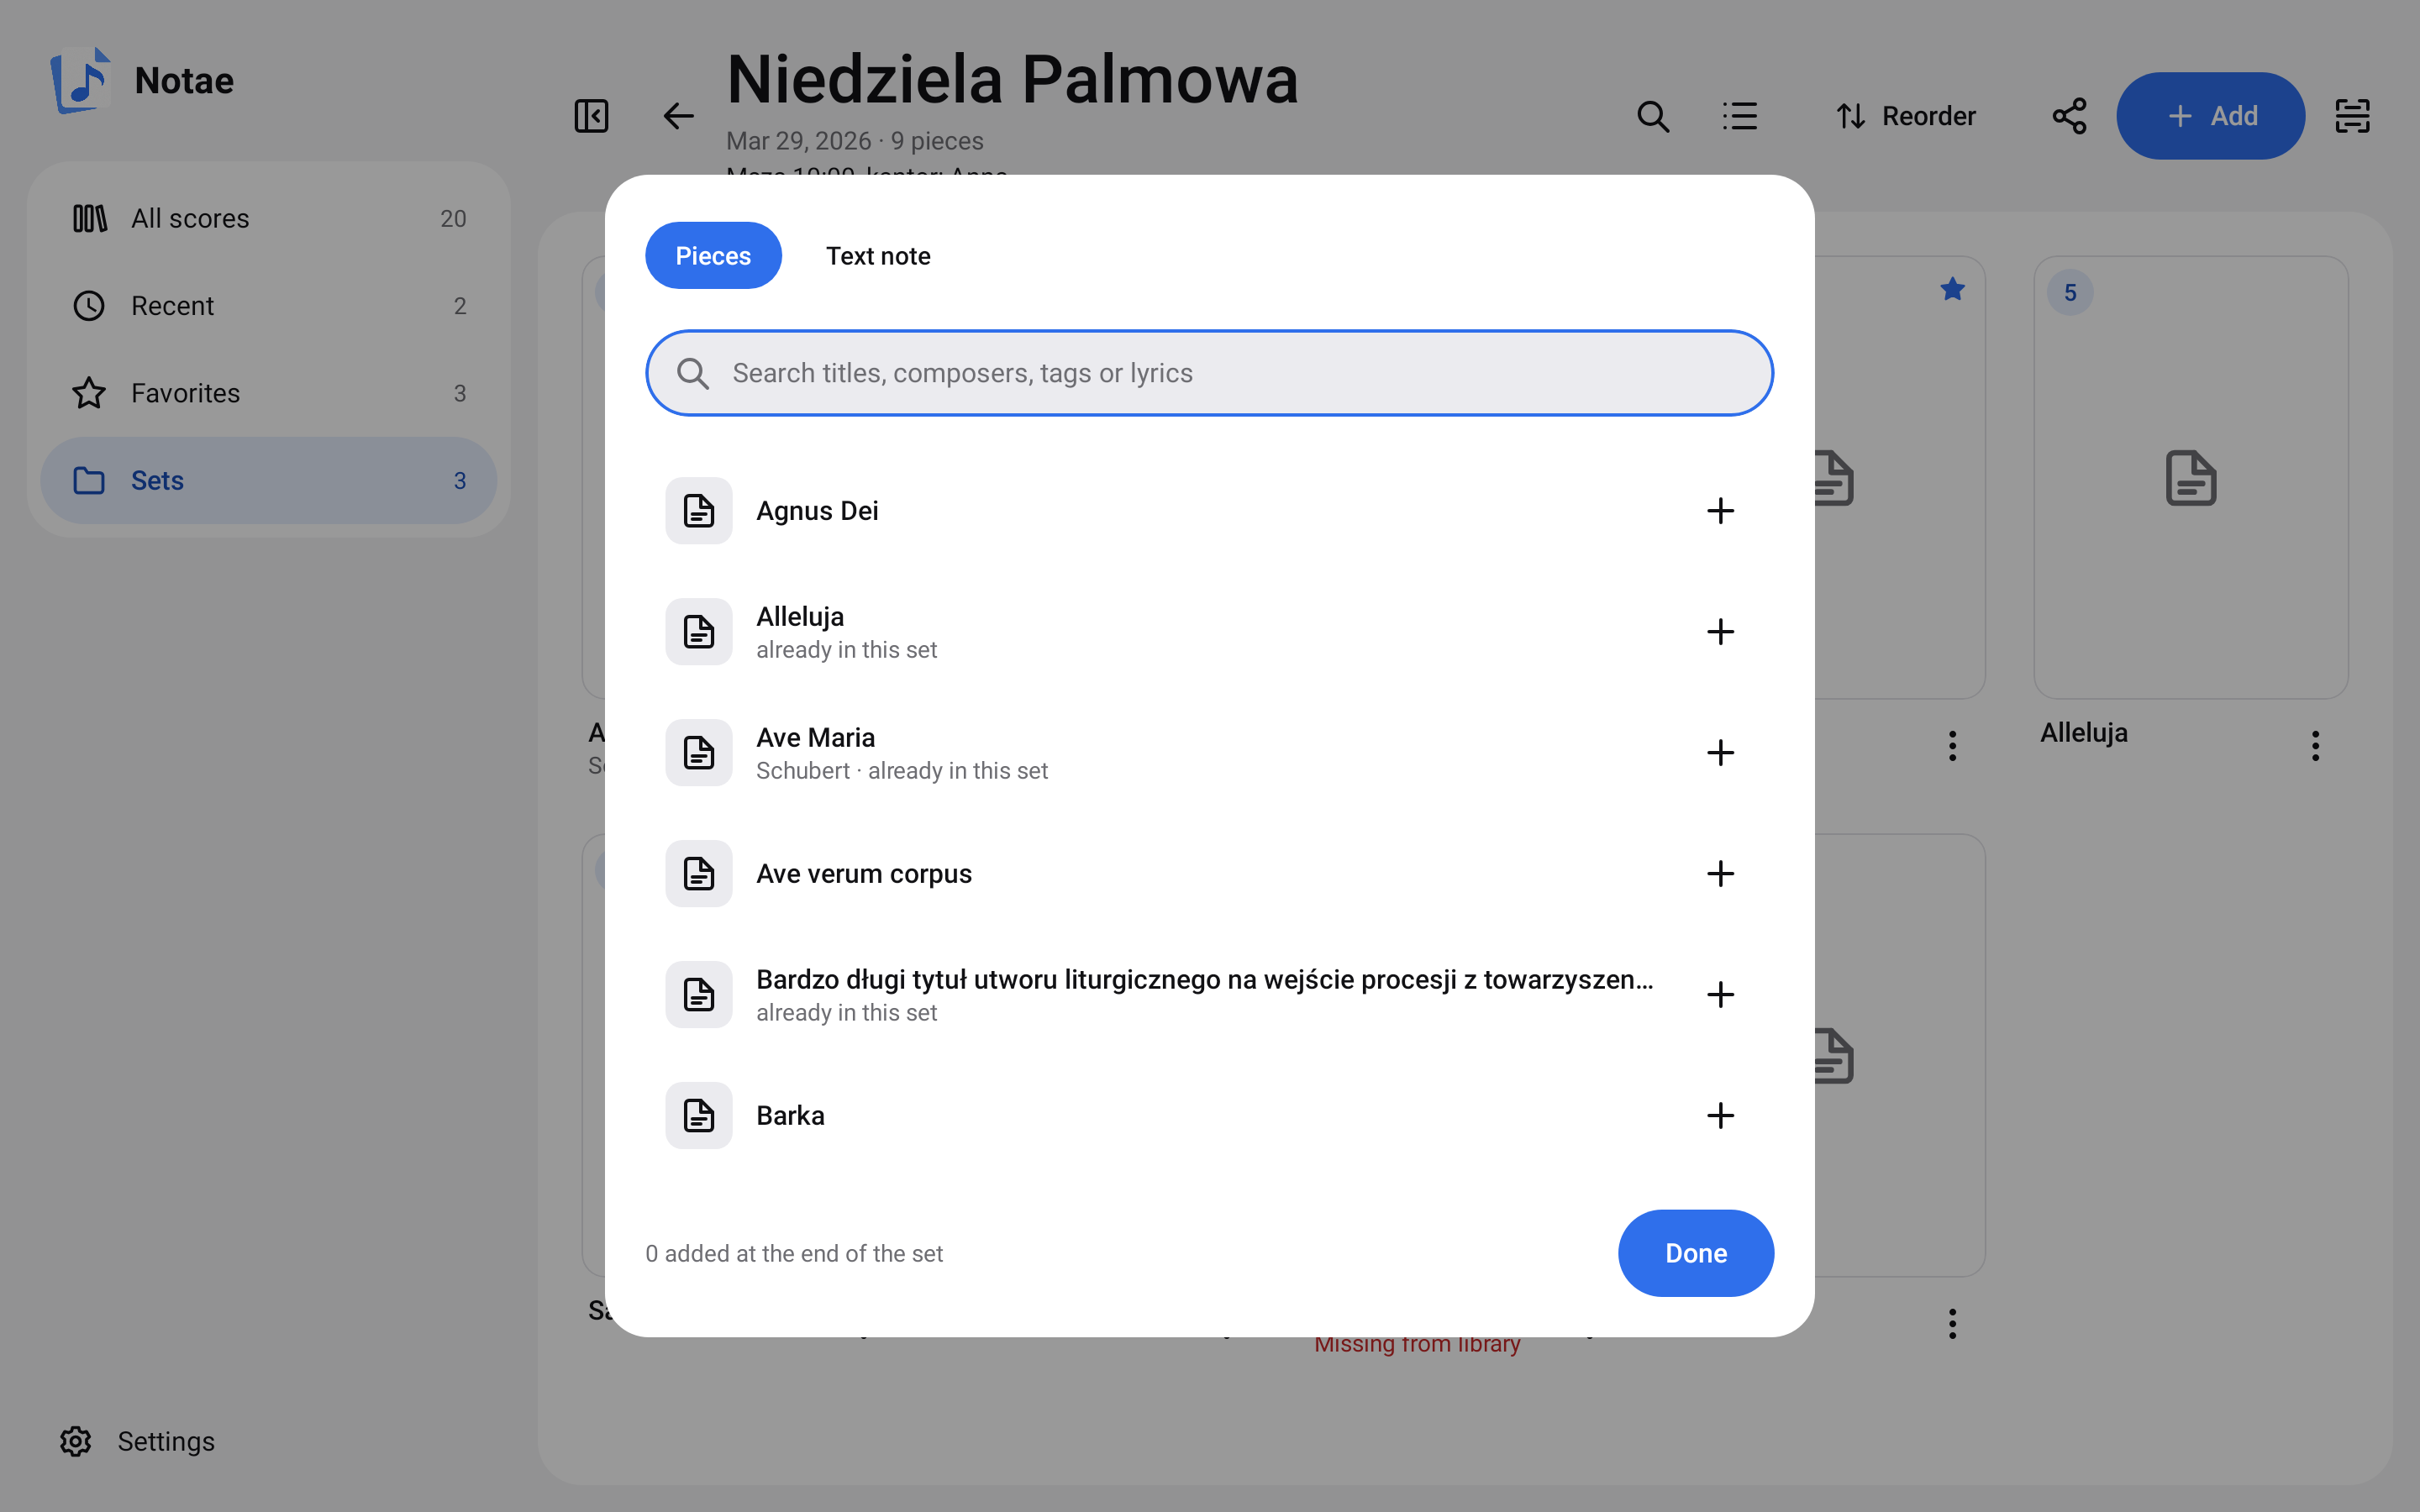 Notae
All scores 20
Recent 2
Favorites 3
Sets 3
Settings
Niedziela Palmowa
Mar 29, 2026 · 9 pieces
Reorder
Add
Pieces
Text note
Search titles, composers, tags or lyrics
Agnus Dei
Alleluja
already in this set
Ave Maria
Schubert · already in this set
Ave verum corpus
Bardzo długi tytuł utworu liturgicznego na wejście procesji z towarzyszen…
already in this set
Barka
0 added at the end of the set
Done
5
Alleluja
Missing from library